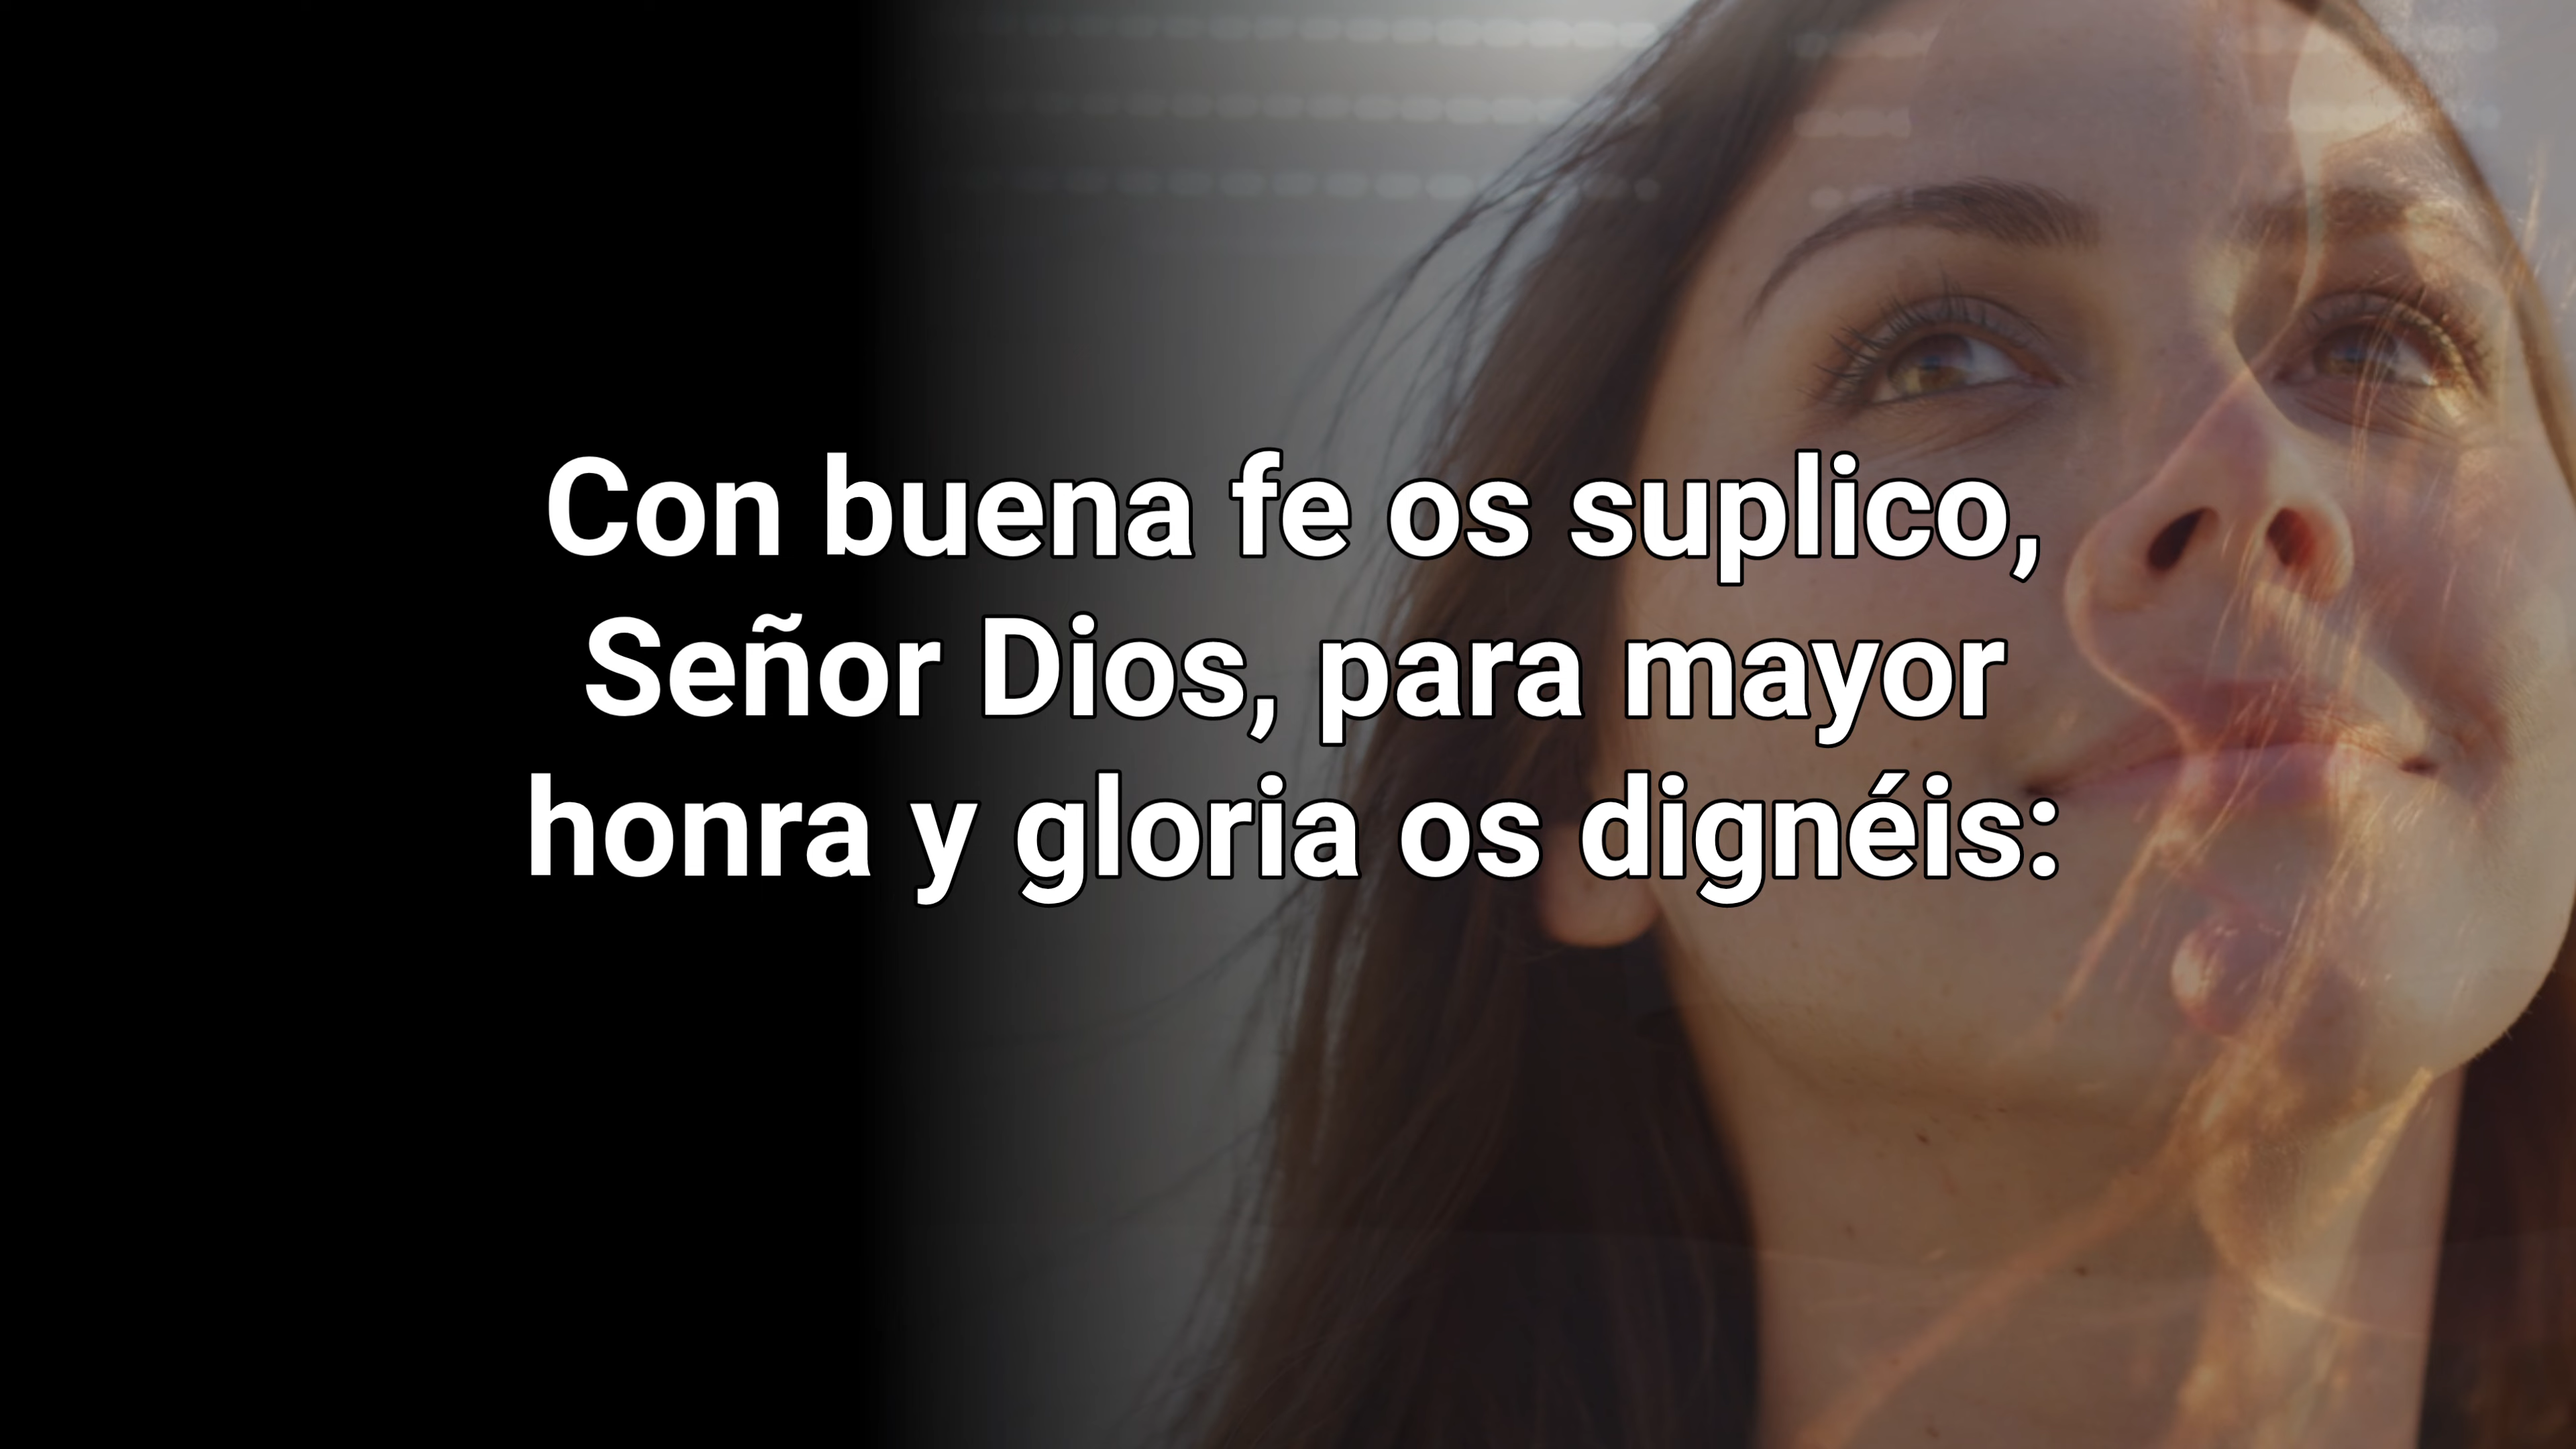 Con buena fe os suplico,
Señor Dios, para mayor
honra y gloria os dignéis: